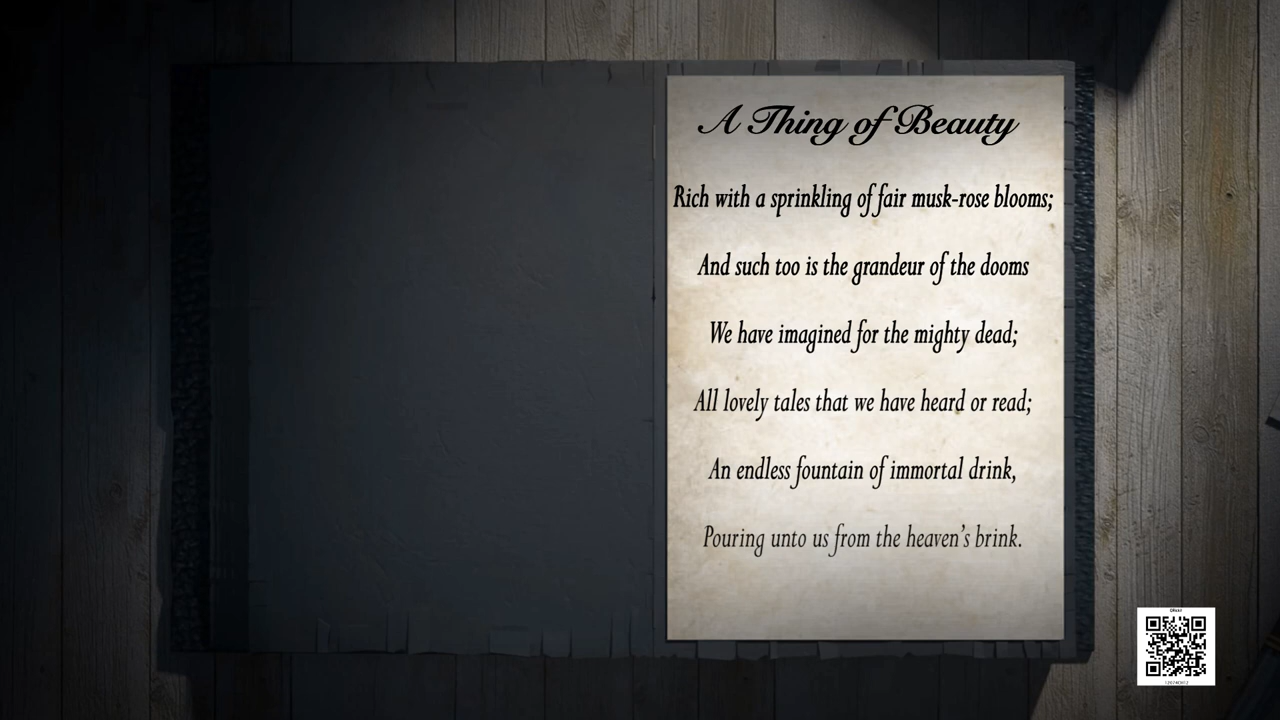 A Thing of Beauty
Rich with a sprinkling of fair musk-rose blooms;
And such too is the grandeur of the dooms
We have imagined for the mighty dead;
All lovely tales that we have heard or read;
An endless fountain of immortal drink,
Pouring unto us from the heaven's brink.